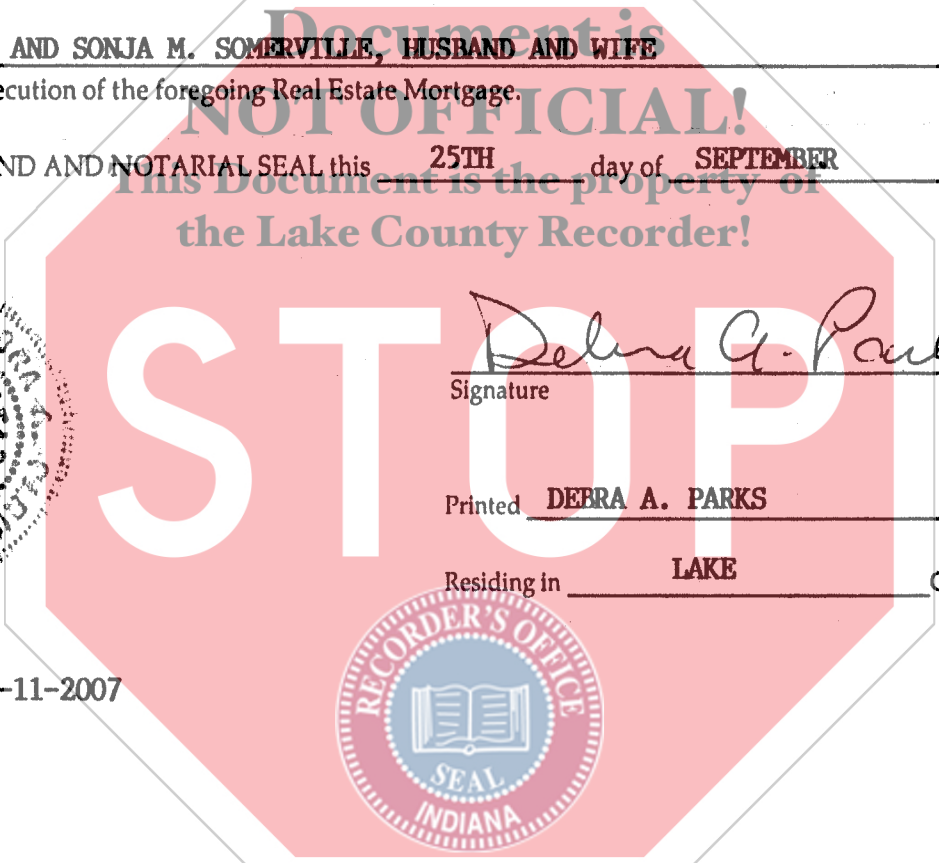 Document is
AND SONJA M. SOMERVILLE, HUSBAND AND WIFE
ecution of the foregoing Real Estate Mortgage.
NOT OFFICIAL!
ND AND NOTARIAL SEAL this 25TH day of SEPTEMBER
This Document is the property of
the Lake County Recorder!
STOP
Debra A. Park
Signature
Printed DEBRA A. PARKS
Residing in LAKE
RECORDER'S OFFICE
-11-2007
SEAL
INDIANA